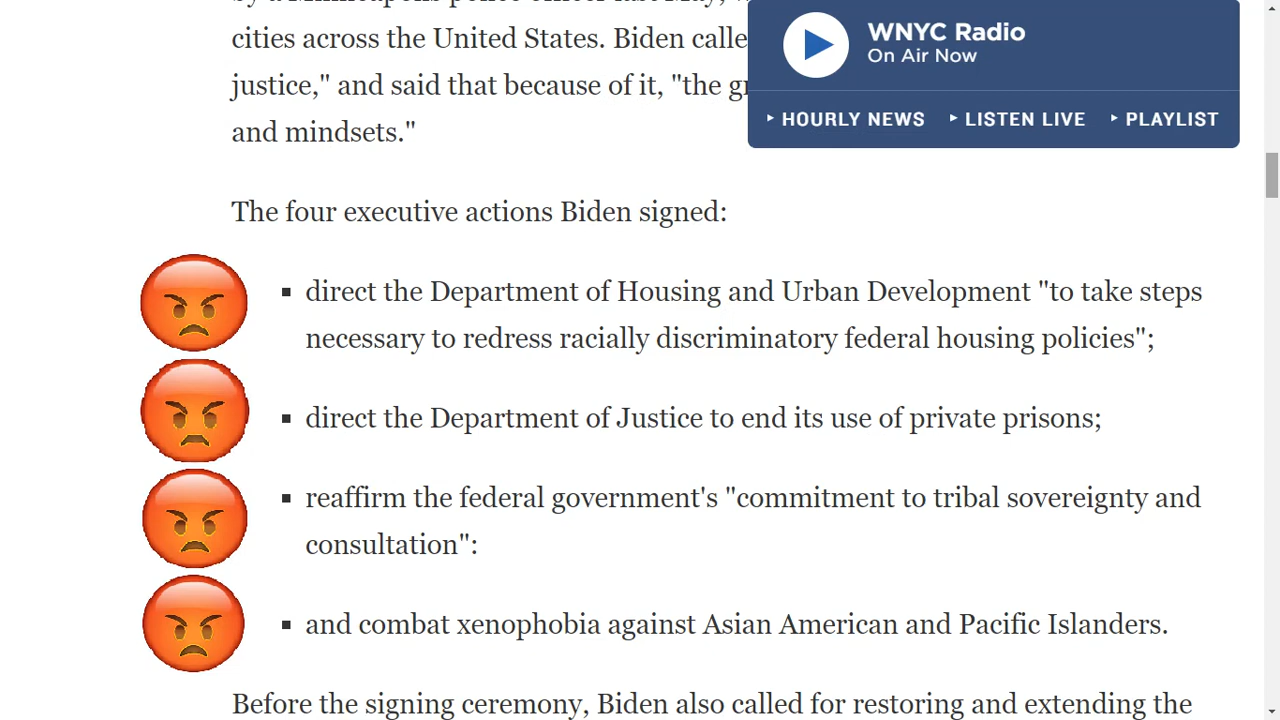 cities across the United States. Biden calle
justice," and said that because of it, "the gr
and mindsets."
WNYC Radio
On Air Now
HOURLY NEWS
LISTEN LIVE
PLAYLIST
The four executive actions Biden signed:
▪ direct the Department of Housing and Urban Development "to take steps
necessary to redress racially discriminatory federal housing policies";
▪ direct the Department of Justice to end its use of private prisons;
▪ reaffirm the federal government's "commitment to tribal sovereignty and
consultation":
▪ and combat xenophobia against Asian American and Pacific Islanders.
Before the signing ceremony, Biden also called for restoring and extending the